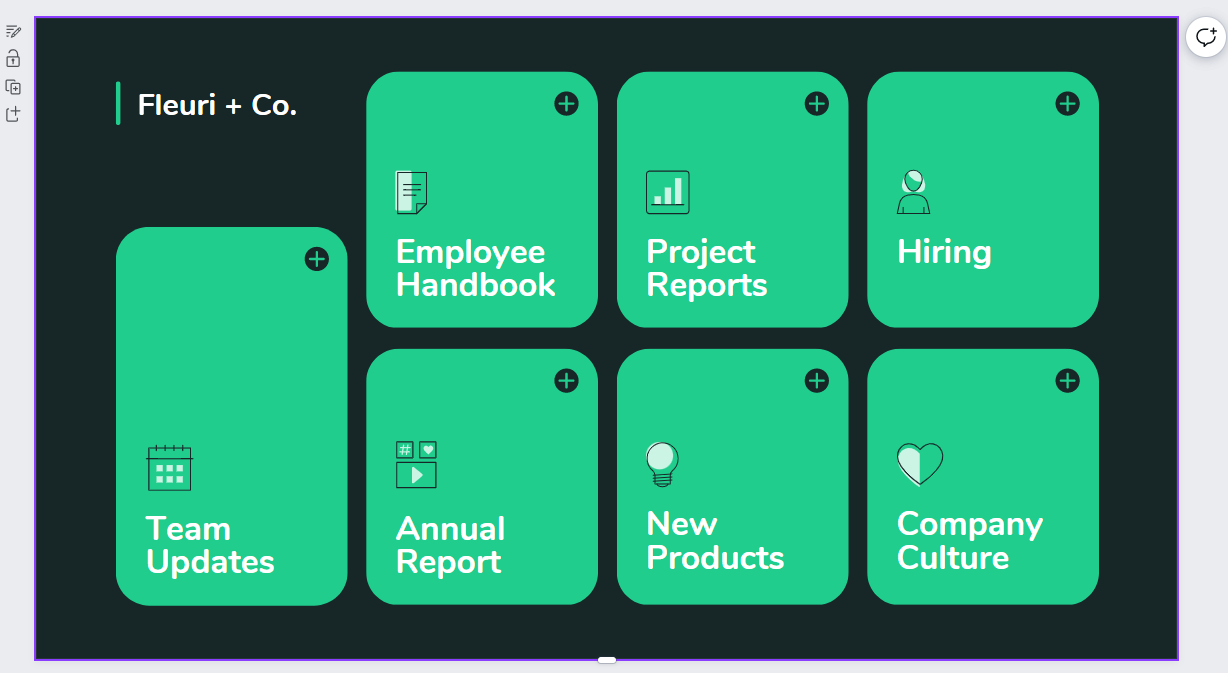 Fleuri + Co.
Employee
Handbook
Project
Reports
Hiring
Team
Updates
#
Annual
Report
New
Products
Company
Culture